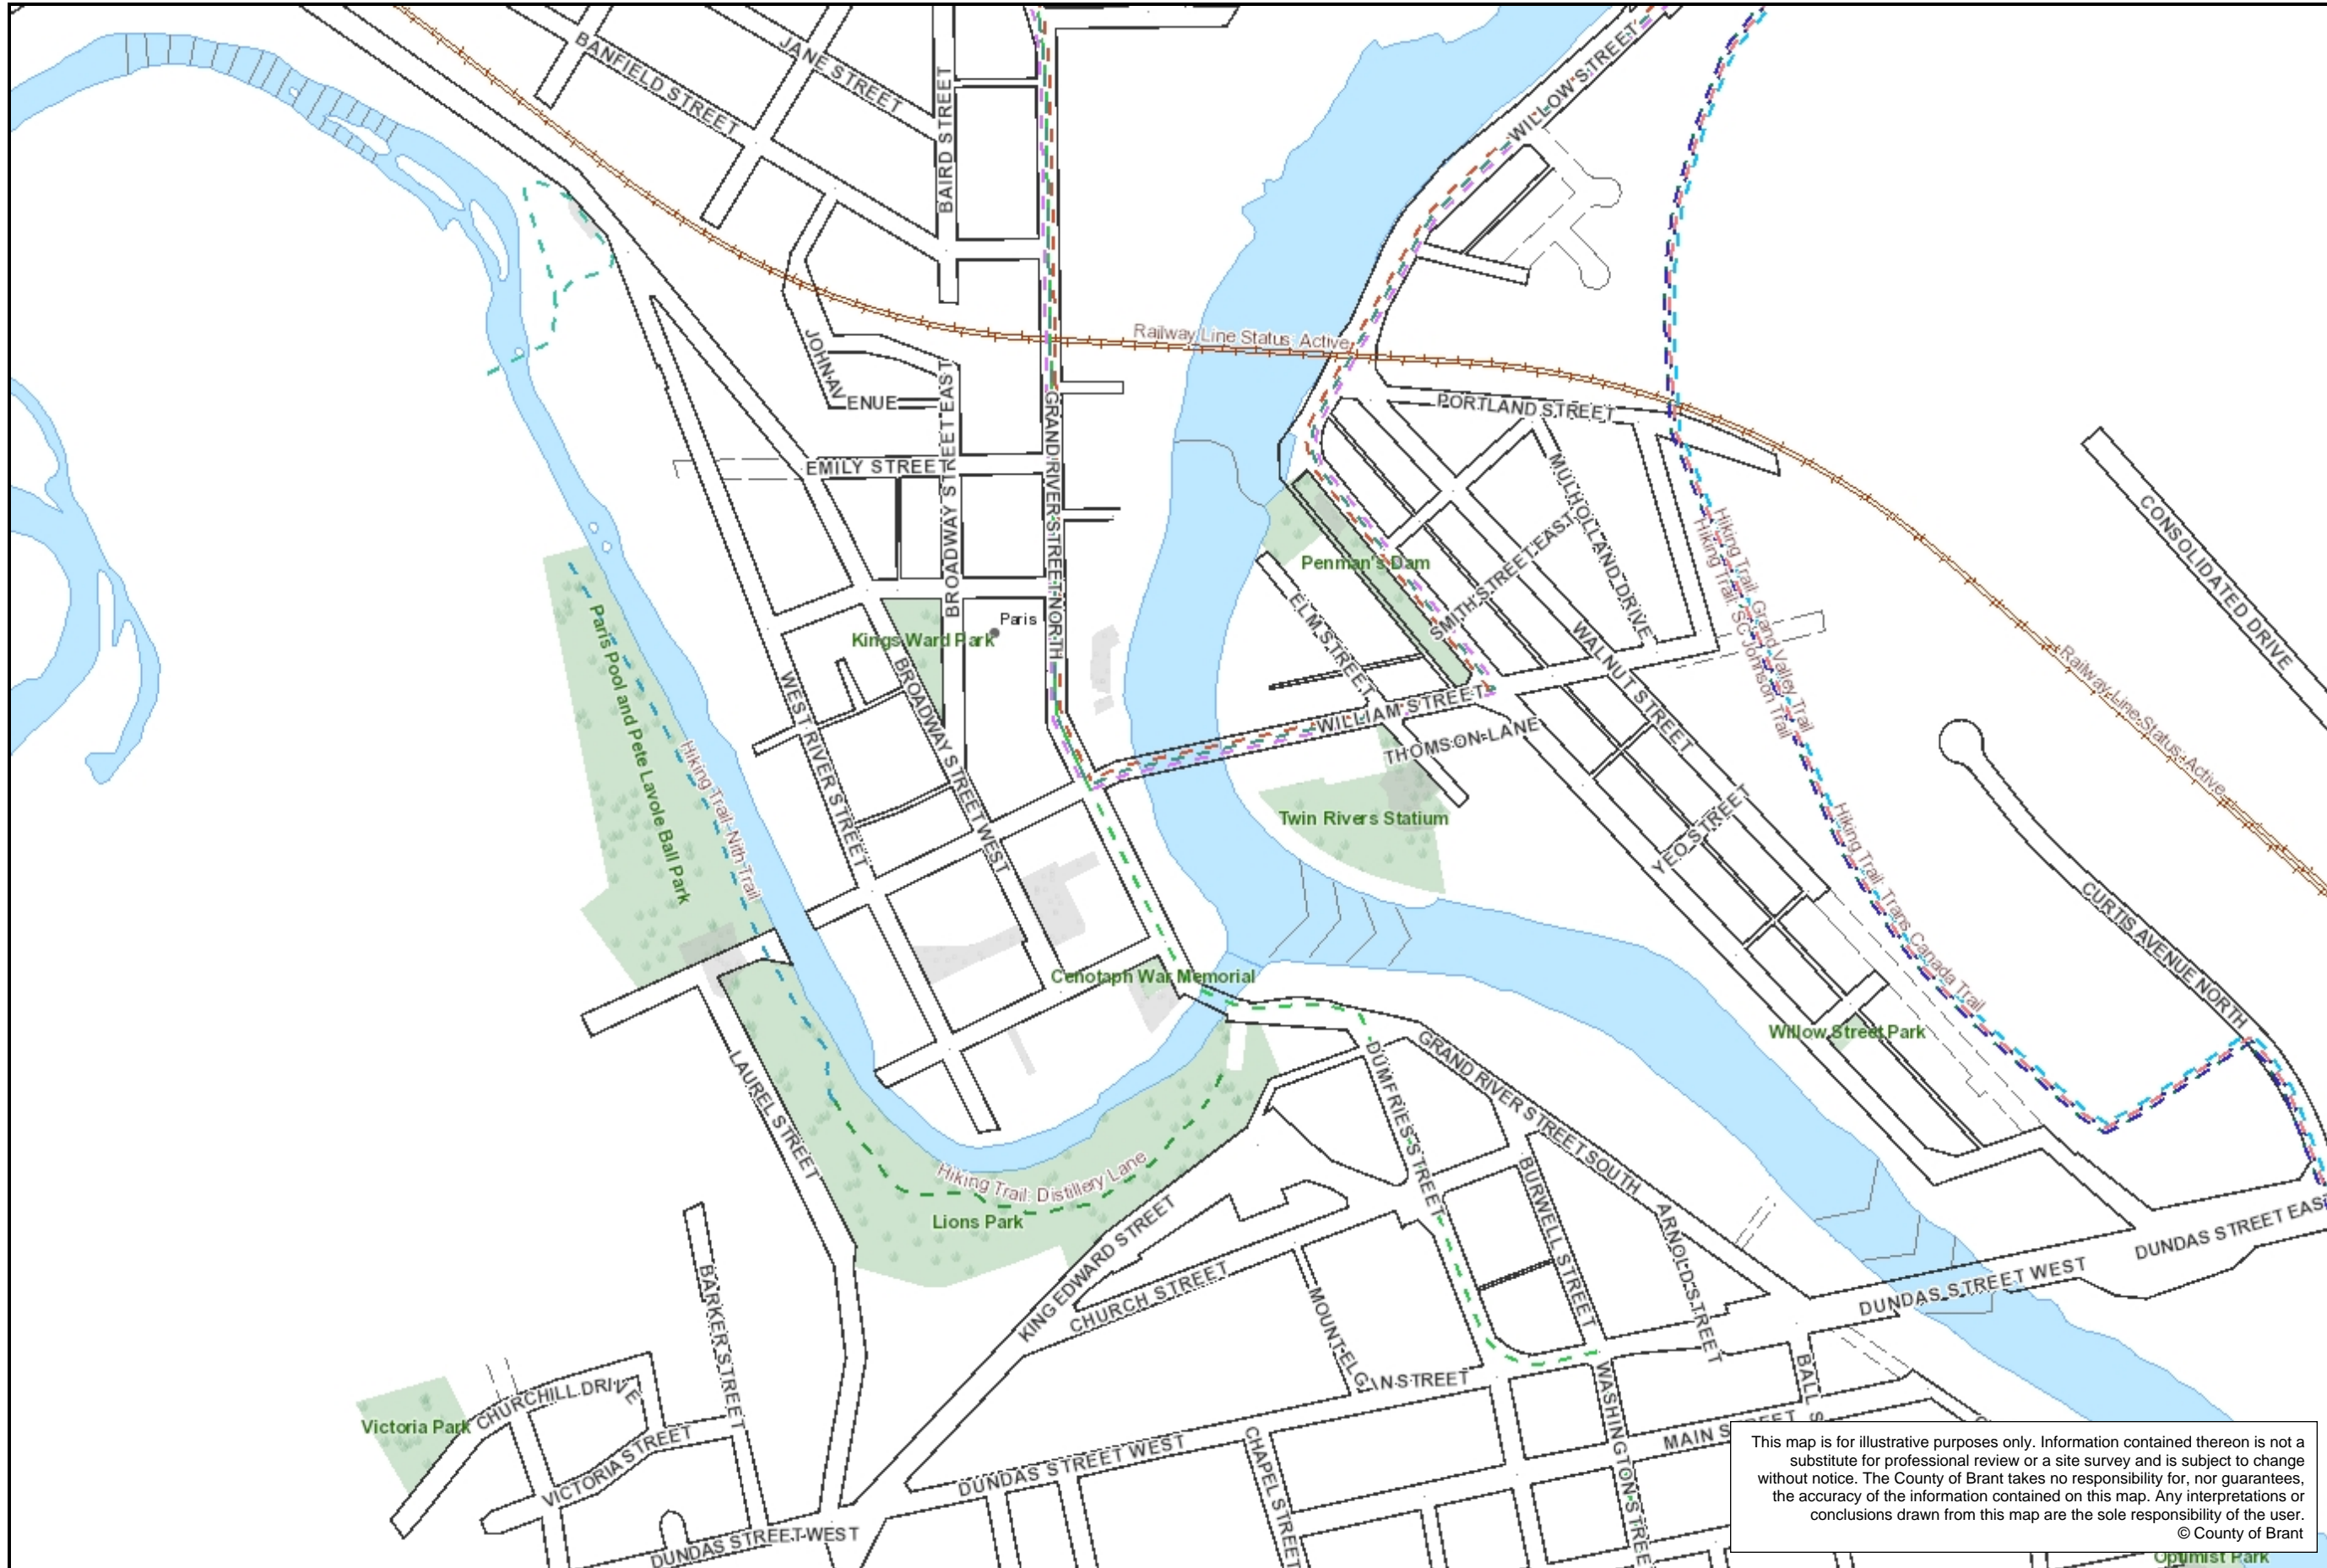 BANFIELD STREET
JANE STREET
BAIRD STREET
WILLOW STREET
Railway Line Status: Active
JOHN AVENUE
GRAND RIVER STREET NORTH
PORTLAND STREET
EMILY STREET
BROADWAY STREET EAST
MULHOLLAND DRIVE
CONSOLIDATED DRIVE
Hiking Trail: Grand Valley Trail
Hiking Trail: SC Johnson Trail
Penman's Dam
SMITH STREET EAST
ELM STREET
Paris
Kings Ward Park
WALNUT STREET
Railway Line Status: Active
Paris Pool and Pete Lavole Ball Park
Hiking Trail: Nith Trail
WEST RIVER STREET
BROADWAY STREET WEST
WILLIAM STREET
THOMSON LANE
Twin Rivers Statium
YEO STREET
Hiking Trail: Trans Canada Trail
CURTIS AVENUE NORTH
Cenotaph War Memorial
Willow Street Park
LAUREL STREET
DUMFRIES STREET
GRAND RIVER STREET SOUTH
Hiking Trail: Distillery Lane
Lions Park
BURWELL STREET
ARNOLD STREET
KING EDWARD STREET
CHURCH STREET
DUNDAS STREET EAS
DUNDAS STREET WEST
BARKER STREET
MOUNT ELGIN STREET
WASHINGTON STREE
BALL S
CHURCHILL DRIVE
Victoria Park
VICTORIA STREET
DUNDAS STREET WEST
CHAPEL STREET
MAIN STREET
DUNDAS STREET WEST
This map is for illustrative purposes only. Information contained thereon is not a
substitute for professional review or a site survey and is subject to change
without notice. The County of Brant takes no responsibility for, nor guarantees,
the accuracy of the information contained on this map. Any interpretations or
conclusions drawn from this map are the sole responsibility of the user.
© County of Brant
Optimist Park